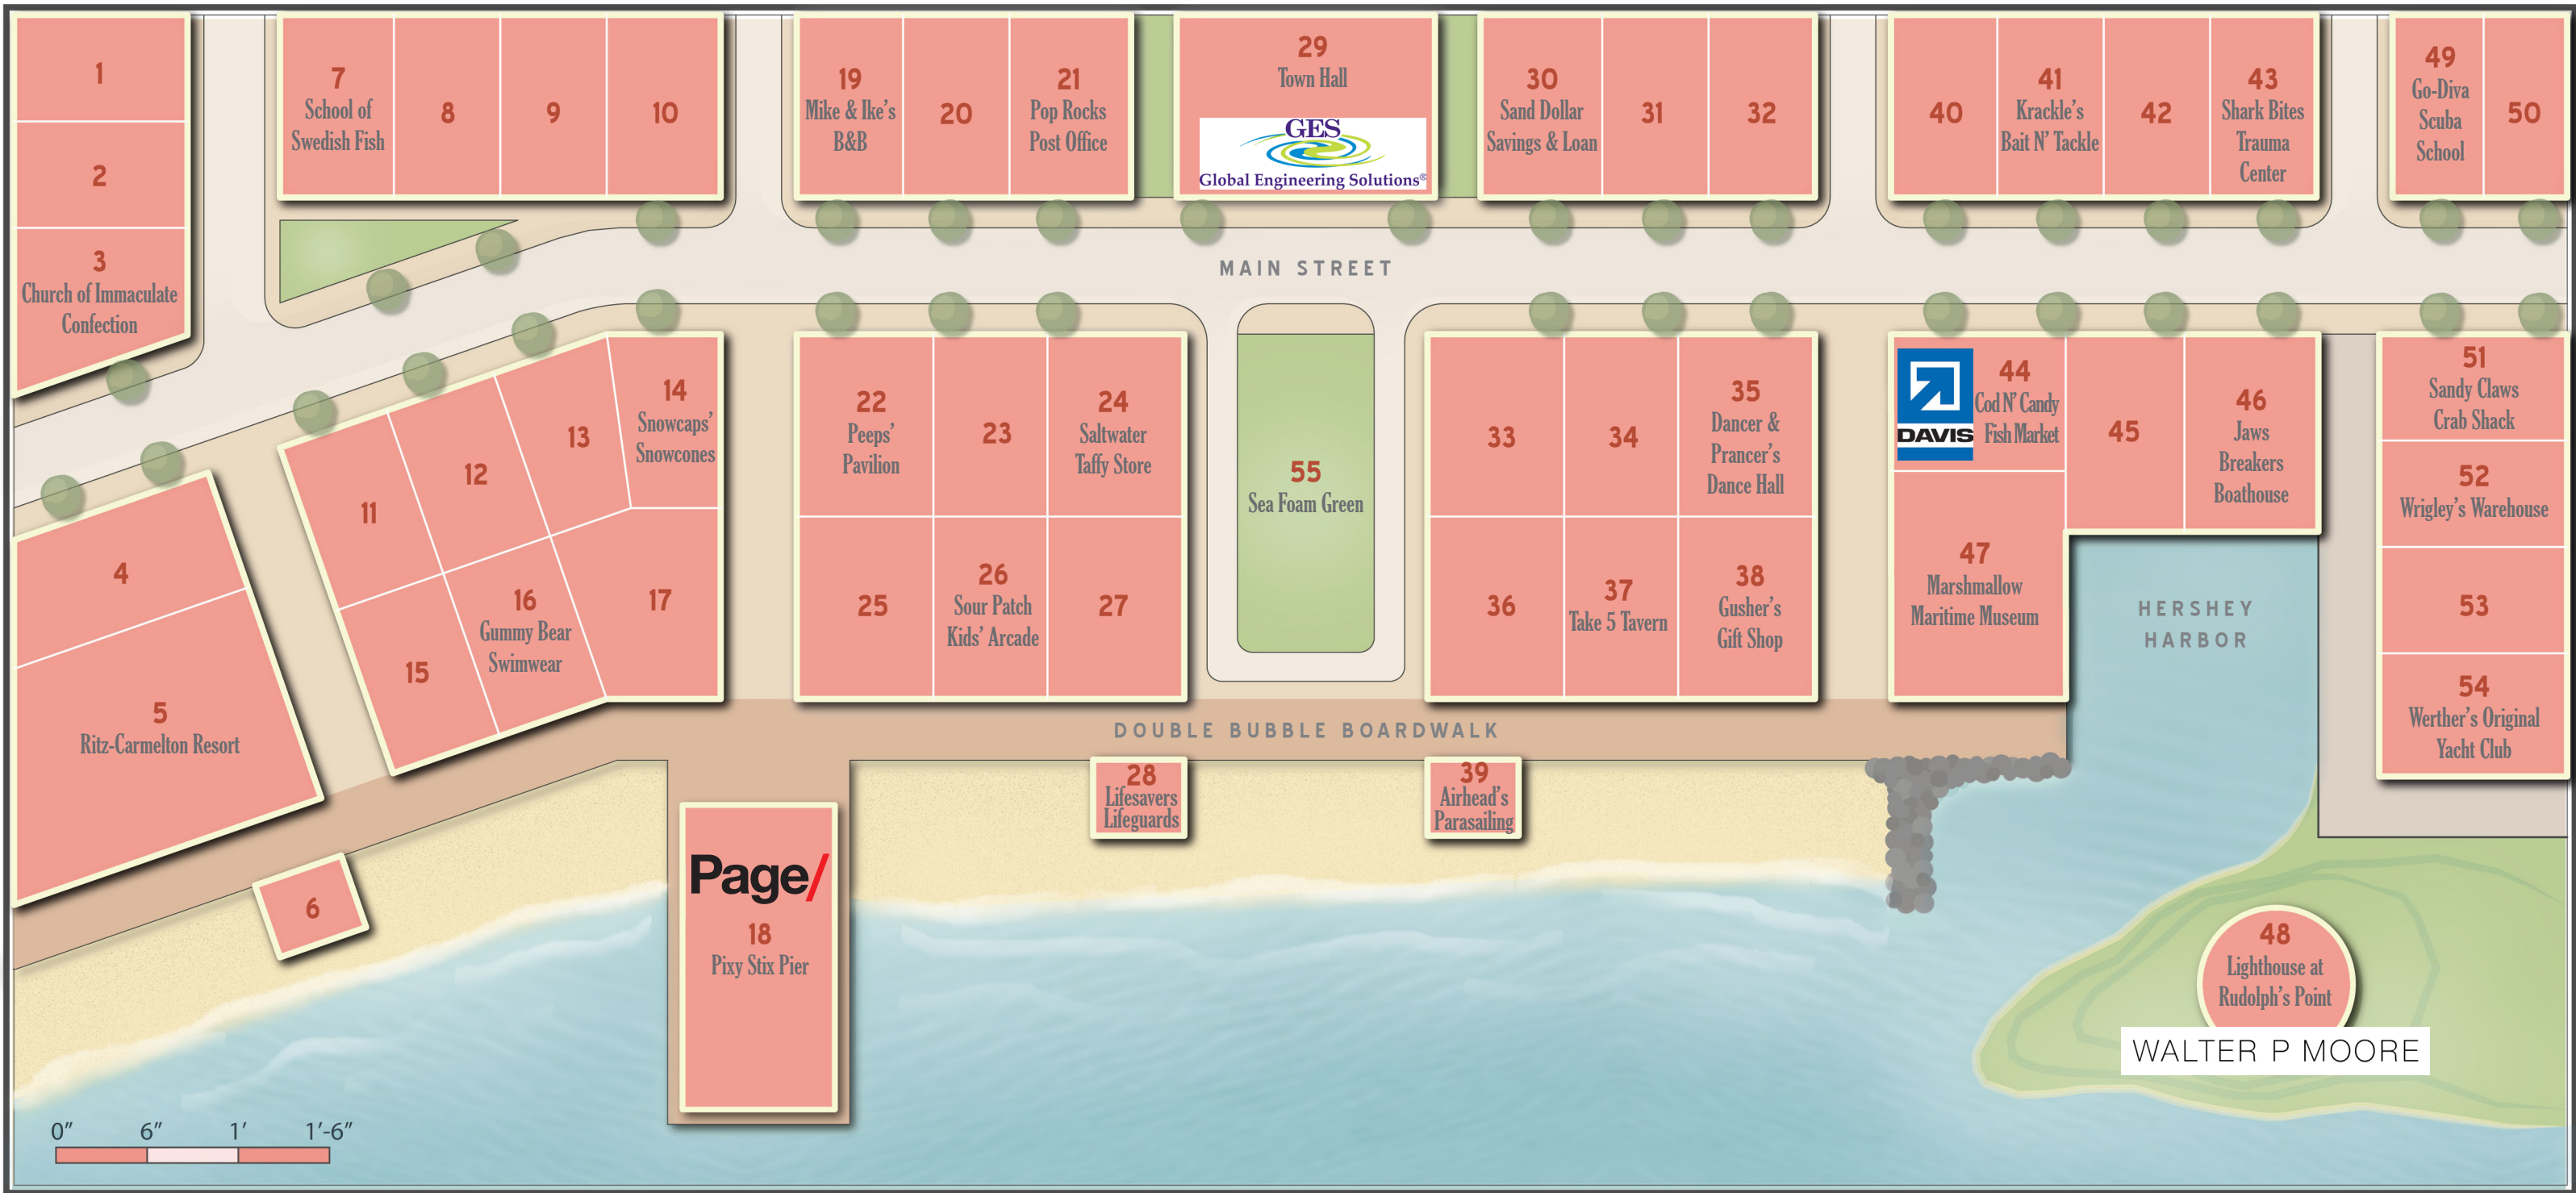 1
2
3
Church of Immaculate
Confection
7
School of
Swedish Fish
8
9
10
19
Mike & Ike's
B&B
20
21
Pop Rocks
Post Office
29
Town Hall
GES
Global Engineering Solutions®
30
Sand Dollar
Savings & Loan
31
32
40
41
Krackle's
Bait N' Tackle
42
43
Shark Bites
Trauma
Center
49
Go-Diva
Scuba
School
50
MAIN STREET
4
5
Ritz-Carmelton Resort
6
11
12
13
14
Snowcaps'
Snowcones
15
16
Gummy Bear
Swimwear
17
22
Peeps'
Pavilion
23
24
Saltwater
Taffy Store
25
26
Sour Patch
Kids' Arcade
27
55
Sea Foam Green
33
34
35
Dancer &
Prancer's
Dance Hall
36
37
Take 5 Tavern
38
Gusher's
Gift Shop
DAVIS
44
Cod N' Candy
Fish Market
45
46
Jaws
Breakers
Boathouse
47
Marshmallow
Maritime Museum
HERSHEY
HARBOR
51
Sandy Claws
Crab Shack
52
Wrigley's Warehouse
53
54
Werther's Original
Yacht Club
DOUBLE BUBBLE BOARDWALK
28
Lifesavers
Lifeguards
39
Airhead's
Parasailing
Page/
18
Pixy Stix Pier
48
Lighthouse at
Rudolph's Point
WALTER P MOORE
0" 6" 1' 1'-6"